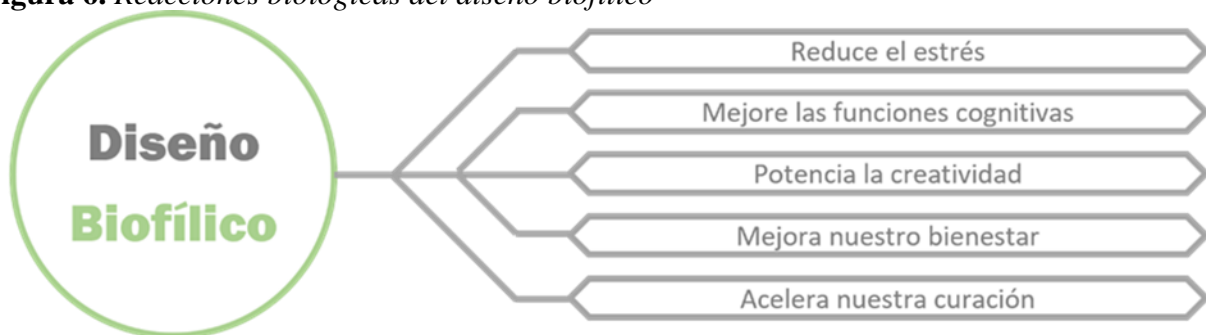 Figura 6. Reacciones biológicas del diseño biofílico
Diseño
Biofílico
Reduce el estrés
Mejore las funciones cognitivas
Potencia la creatividad
Mejora nuestro bienestar
Acelera nuestra curación